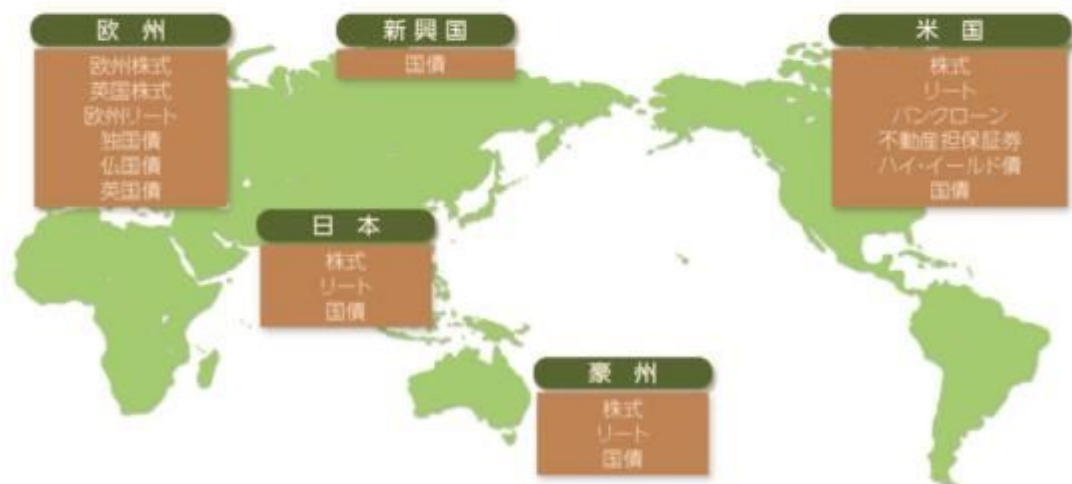 欧 州
欧州株式
英国株式
欧州リート
独国債
仏国債
英国債
新 興 国
国債
米 国
株式
リート
バンクローン
不動産担保証券
ハイ・イールド債
国債
日 本
株式
リート
国債
豪 州
株式
リート
国債